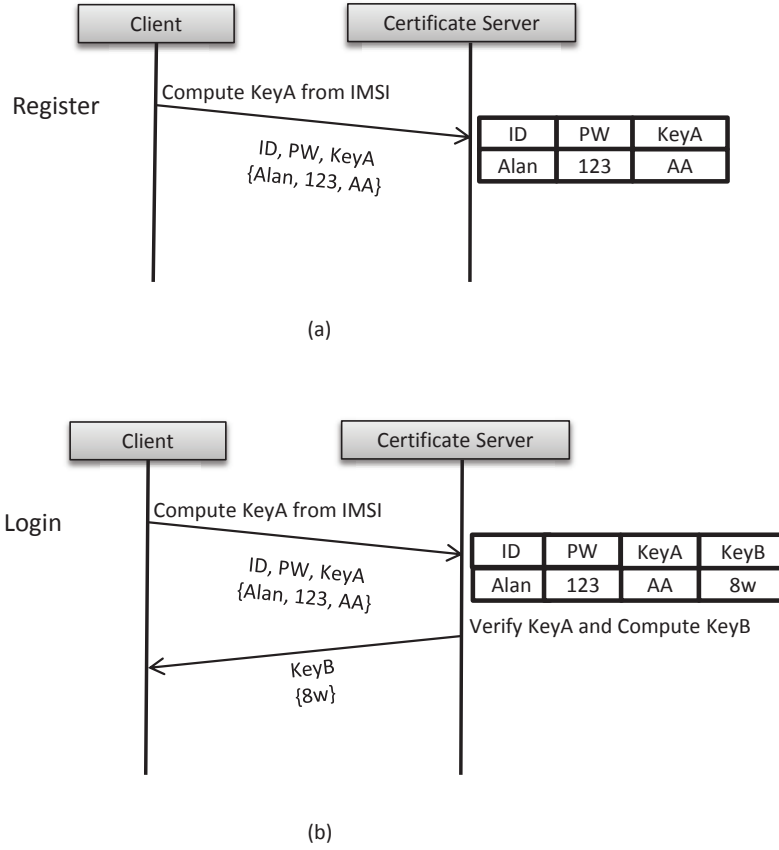 Client
Certificate Server
Register
Compute KeyA from IMSI
ID, PW, KeyA
{Alan, 123, AA}
ID PW KeyA
Alan 123 AA
(a)
Client
Certificate Server
Login
Compute KeyA from IMSI
ID, PW, KeyA
{Alan, 123, AA}
ID PW KeyA KeyB
Alan 123 AA 8w
Verify KeyA and Compute KeyB
KeyB
{8w}
(b)